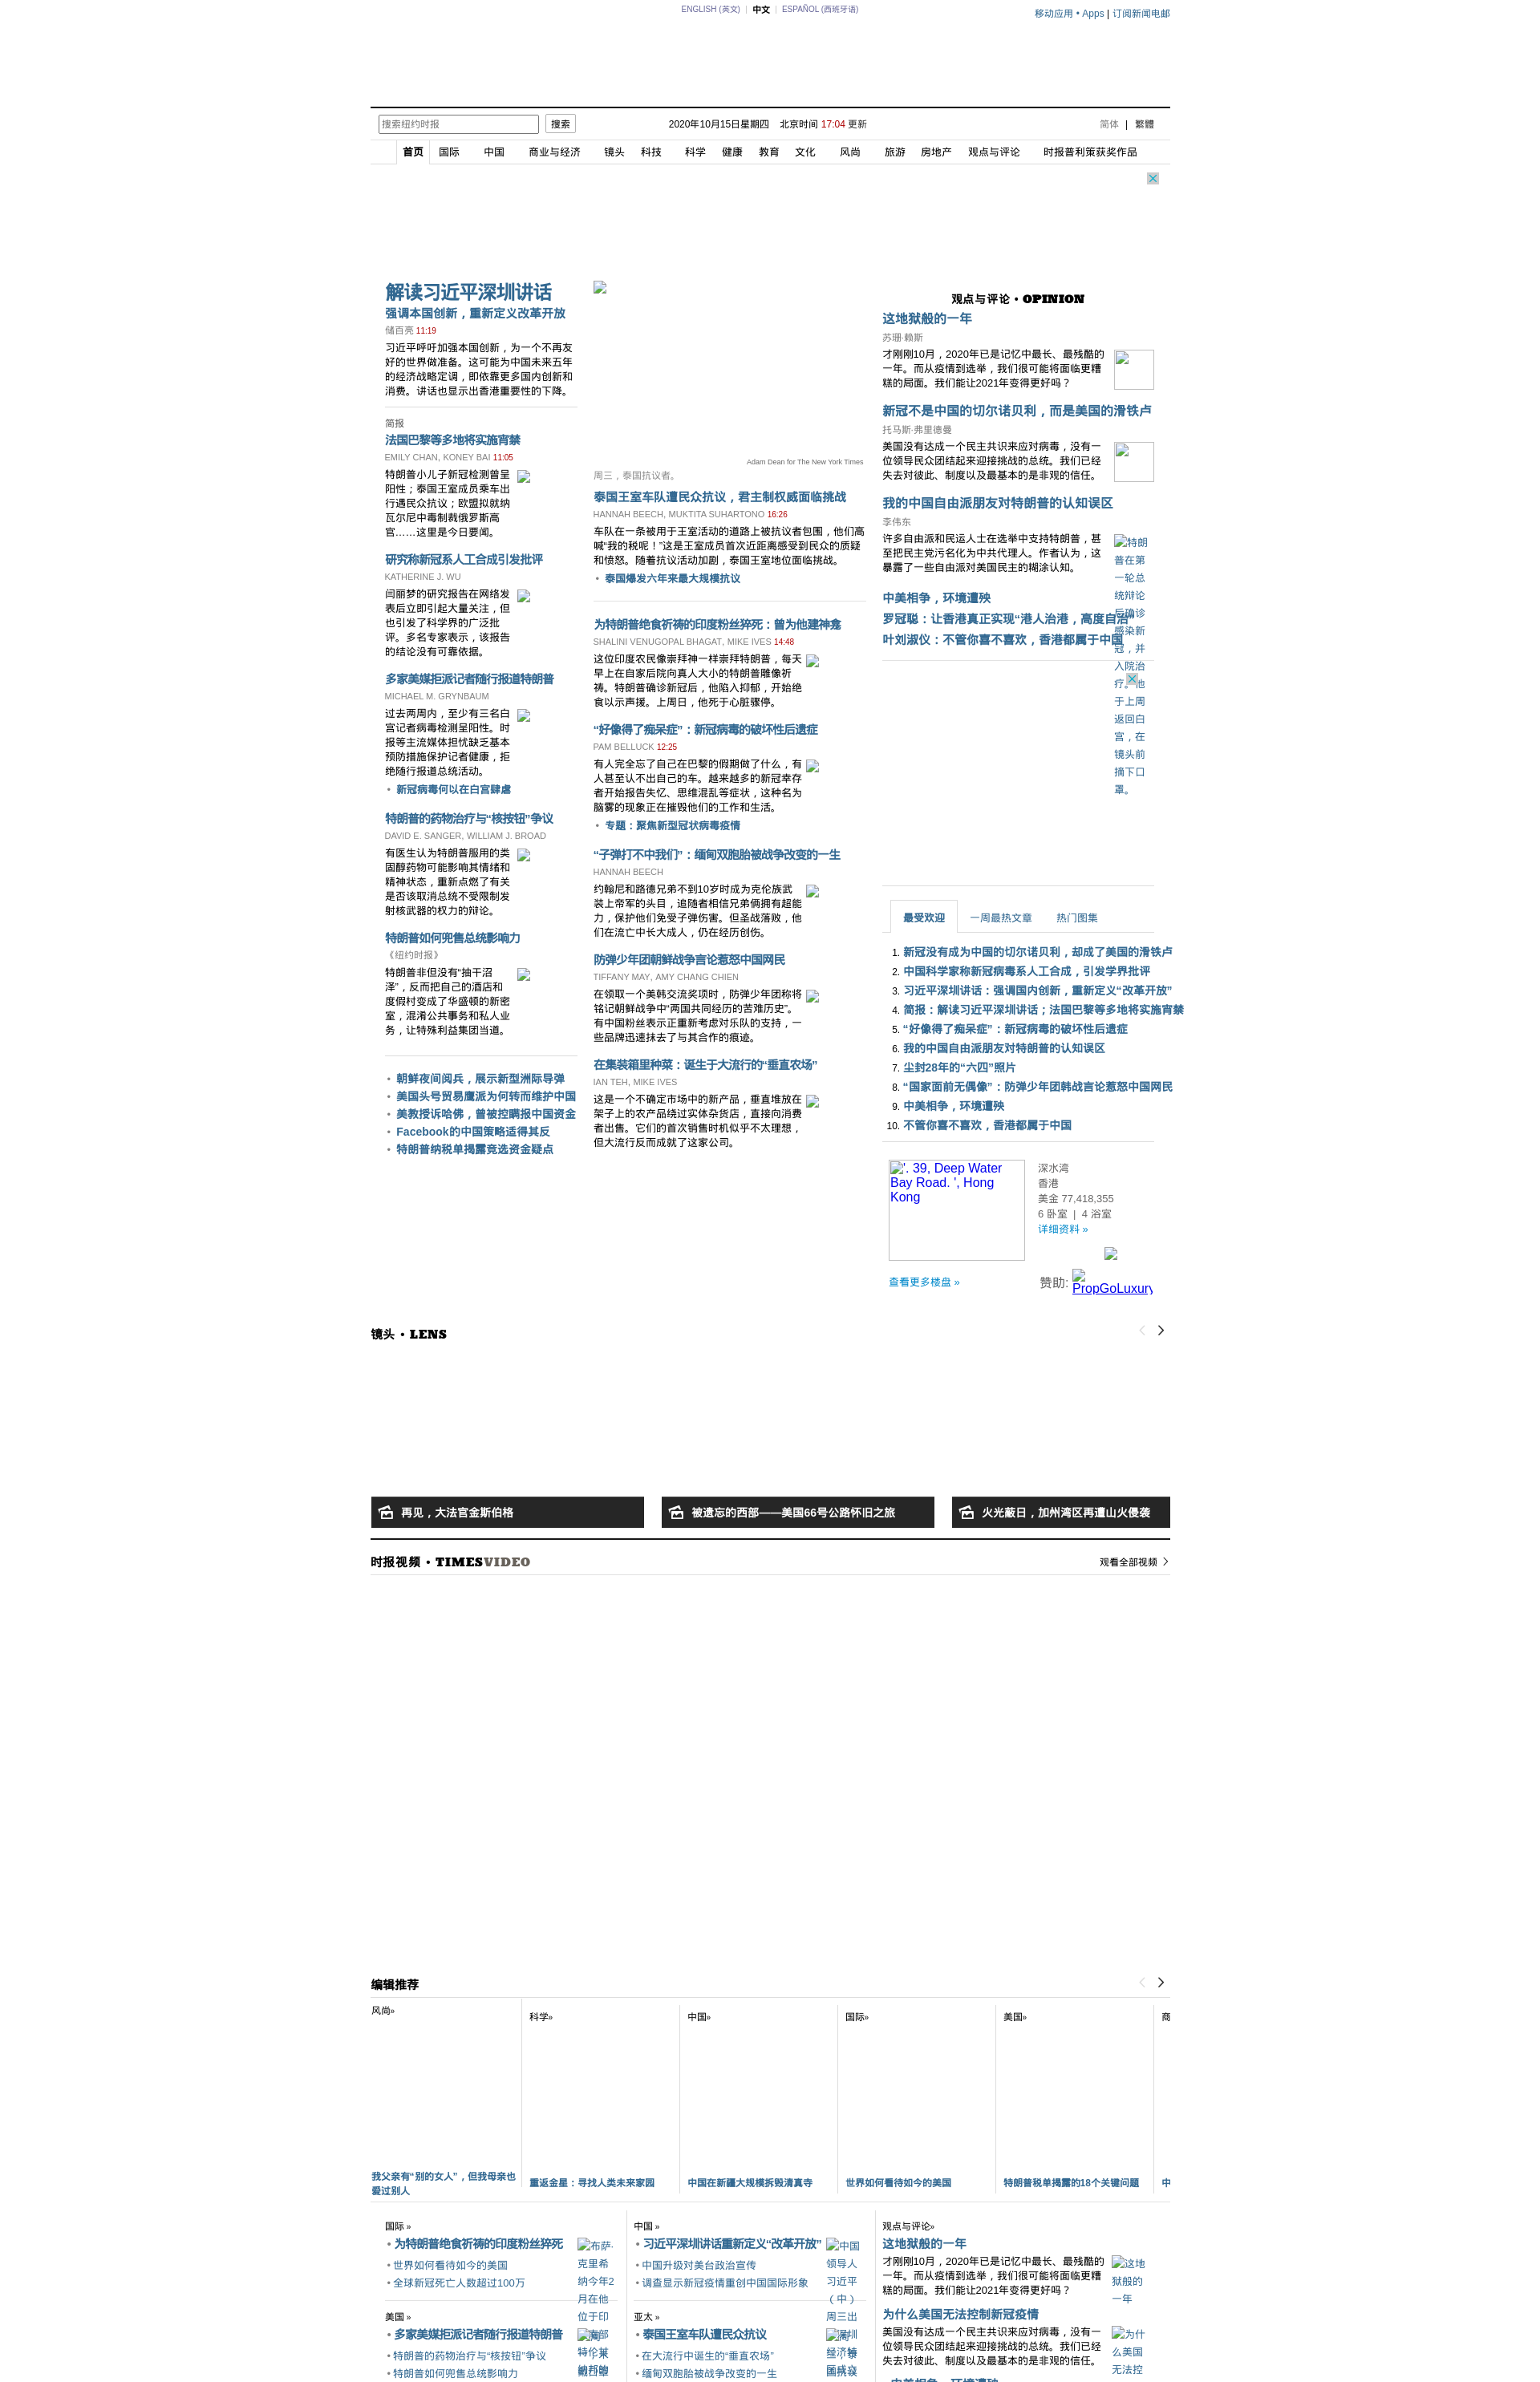 ENGLISH (英文) | 中文 | ESPAÑOL (西班牙语)
移动应用 • Apps | 订阅新闻电邮
搜索纽约时报
搜索
2020年10月15日星期四 北京时间 17:04 更新
简体 | 繁體
首页 国际 中国 商业与经济 镜头 科技 科学 健康 教育 文化 风尚 旅游 房地产 观点与评论 时报普利策获奖作品
解读习近平深圳讲话
强调本国创新，重新定义改革开放
储百亮 11:19
习近平呼吁加强本国创新，为一个不再友
好的世界做准备。这可能为中国未来五年
的经济战略定调，即依靠更多国内创新和
消费。讲话也显示出香港重要性的下降。
简报
法国巴黎等多地将实施宵禁
EMILY CHAN, KONEY BAI 11:05
特朗普小儿子新冠检测曾呈
阳性；泰国王室成员乘车出
行遇民众抗议；欧盟拟就纳
瓦尔尼中毒制裁俄罗斯高
官……这里是今日要闻。
研究称新冠系人工合成引发批评
KATHERINE J. WU
闫丽梦的研究报告在网络发
表后立即引起大量关注，但
也引发了科学界的广泛批
评。多名专家表示，该报告
的结论没有可靠依据。
多家美媒拒派记者随行报道特朗普
MICHAEL M. GRYNBAUM
过去两周内，至少有三名白
宫记者病毒检测呈阳性。时
报等主流媒体担忧缺乏基本
预防措施保护记者健康，拒
绝随行报道总统活动。
• 新冠病毒何以在白宫肆虐
特朗普的药物治疗与“核按钮”争议
DAVID E. SANGER, WILLIAM J. BROAD
有医生认为特朗普服用的类
固醇药物可能影响其情绪和
精神状态，重新点燃了有关
是否该取消总统不受限制发
射核武器的权力的辩论。
特朗普如何兜售总统影响力
《纽约时报》
特朗普非但没有“抽干沼
泽”，反而把自己的酒店和
度假村变成了华盛顿的新密
室，混淆公共事务和私人业
务，让特殊利益集团当道。
• 朝鲜夜间阅兵，展示新型洲际导弹
• 美国头号贸易鹰派为何转而维护中国
• 美教授诉哈佛，曾被控瞒报中国资金
• Facebook的中国策略适得其反
• 特朗普纳税单揭露竞选资金疑点
Adam Dean for The New York Times
周三，泰国抗议者。
泰国王室车队遭民众抗议，君主制权威面临挑战
HANNAH BEECH, MUKTITA SUHARTONO 16:26
车队在一条被用于王室活动的道路上被抗议者包围，他们高
喊“我的税呢！”这是王室成员首次近距离感受到民众的质疑
和愤怒。随着抗议活动加剧，泰国王室地位面临挑战。
• 泰国爆发六年来最大规模抗议
为特朗普绝食祈祷的印度粉丝猝死：曾为他建神龛
SHALINI VENUGOPAL BHAGAT, MIKE IVES 14:48
这位印度农民像崇拜神一样崇拜特朗普，每天
早上在自家后院向真人大小的特朗普雕像祈
祷。特朗普确诊新冠后，他陷入抑郁，开始绝
食以示声援。上周日，他死于心脏骤停。
“好像得了痴呆症”：新冠病毒的破坏性后遗症
PAM BELLUCK 12:25
有人完全忘了自己在巴黎的假期做了什么，有
人甚至认不出自己的车。越来越多的新冠幸存
者开始报告失忆、思维混乱等症状，这种名为
脑雾的现象正在摧毁他们的工作和生活。
• 专题：聚焦新型冠状病毒疫情
“子弹打不中我们”：缅甸双胞胎被战争改变的一生
HANNAH BEECH
约翰尼和路德兄弟不到10岁时成为克伦族武
装上帝军的头目，追随者相信兄弟俩拥有超能
力，保护他们免受子弹伤害。但圣战落败，他
们在流亡中长大成人，仍在经历创伤。
防弹少年团朝鲜战争言论惹怒中国网民
TIFFANY MAY, AMY CHANG CHIEN
在领取一个美韩交流奖项时，防弹少年团称将
铭记朝鲜战争中“两国共同经历的苦难历史”。
有中国粉丝表示正重新考虑对乐队的支持，一
些品牌迅速抹去了与其合作的痕迹。
在集装箱里种菜：诞生于大流行的“垂直农场”
IAN TEH, MIKE IVES
这是一个不确定市场中的新产品，垂直堆放在
架子上的农产品绕过实体杂货店，直接向消费
者出售。它们的首次销售时机似乎不太理想，
但大流行反而成就了这家公司。
观点与评论 • OPINION
这地狱般的一年
苏珊·赖斯
才刚刚10月，2020年已是记忆中最长、最残酷的
一年。而从疫情到选举，我们很可能将面临更糟
糕的局面。我们能让2021年变得更好吗？
新冠不是中国的切尔诺贝利，而是美国的滑铁卢
托马斯·弗里德曼
美国没有达成一个民主共识来应对病毒，没有一
位领导民众团结起来迎接挑战的总统。我们已经
失去对彼此、制度以及最基本的是非观的信任。
我的中国自由派朋友对特朗普的认知误区
李伟东
许多自由派和民运人士在选举中支持特朗普，甚
至把民主党污名化为中共代理人。作者认为，这
暴露了一些自由派对美国民主的糊涂认知。
特朗
普在第
一轮总
统辩论
后确诊
感染新
冠，并
入院治
疗。他
于上周
返回白
宫，在
镜头前
摘下口
罩。
中美相争，环境遭殃
罗冠聪：让香港真正实现“港人治港，高度自治”
叶刘淑仪：不管你喜不喜欢，香港都属于中国
最受欢迎 一周最热文章 热门图集
1. 新冠没有成为中国的切尔诺贝利，却成了美国的滑铁卢
2. 中国科学家称新冠病毒系人工合成，引发学界批评
3. 习近平深圳讲话：强调国内创新，重新定义“改革开放”
4. 简报：解读习近平深圳讲话；法国巴黎等多地将实施宵禁
5. “好像得了痴呆症”：新冠病毒的破坏性后遗症
6. 我的中国自由派朋友对特朗普的认知误区
7. 尘封28年的“六四”照片
8. “国家面前无偶像”：防弹少年团韩战言论惹怒中国网民
9. 中美相争，环境遭殃
10. 不管你喜不喜欢，香港都属于中国
'. 39, Deep Water
Bay Road. ', Hong
Kong
深水湾
香港
美金 77,418,355
6 卧室 | 4 浴室
详细资料 »
查看更多楼盘 »
赞助: PropGoLuxury
镜头 • LENS
再见，大法官金斯伯格
被遗忘的西部——美国66号公路怀旧之旅
火光蔽日，加州湾区再遭山火侵袭
时报视频 • TIMESVIDEO
观看全部视频
编辑推荐
风尚»
我父亲有“别的女人”，但我母亲也
爱过别人
科学»
重返金星：寻找人类未来家园
中国»
中国在新疆大规模拆毁清真寺
国际»
世界如何看待如今的美国
美国»
特朗普税单揭露的18个关键问题
商
中
国际 »
• 为特朗普绝食祈祷的印度粉丝猝死
• 世界如何看待如今的美国
• 全球新冠死亡人数超过100万
布萨·
克里希
纳今年2
月在他
位于印
美国 »
• 多家美媒拒派记者随行报道特朗普
• 特朗普的药物治疗与“核按钮”争议
• 特朗普如何兜售总统影响力
中国 »
• 习近平深圳讲话重新定义“改革开放”
• 中国升级对美台政治宣传
• 调查显示新冠疫情重创中国国际形象
中国
领导人
习近平
（中）
周三出
亚太 »
• 泰国王室车队遭民众抗议
• 在大流行中诞生的“垂直农场”
• 缅甸双胞胎被战争改变的一生
观点与评论»
这地狱般的一年
才刚刚10月，2020年已是记忆中最长、最残酷的
一年。而从疫情到选举，我们很可能将面临更糟
糕的局面。我们能让2021年变得更好吗？
这地
狱般的
一年
为什么美国无法控制新冠疫情
美国没有达成一个民主共识来应对病毒，没有一
位领导民众团结起来迎接挑战的总统。我们已经
失去对彼此、制度以及最基本的是非观的信任。
为什
么美国
无法控